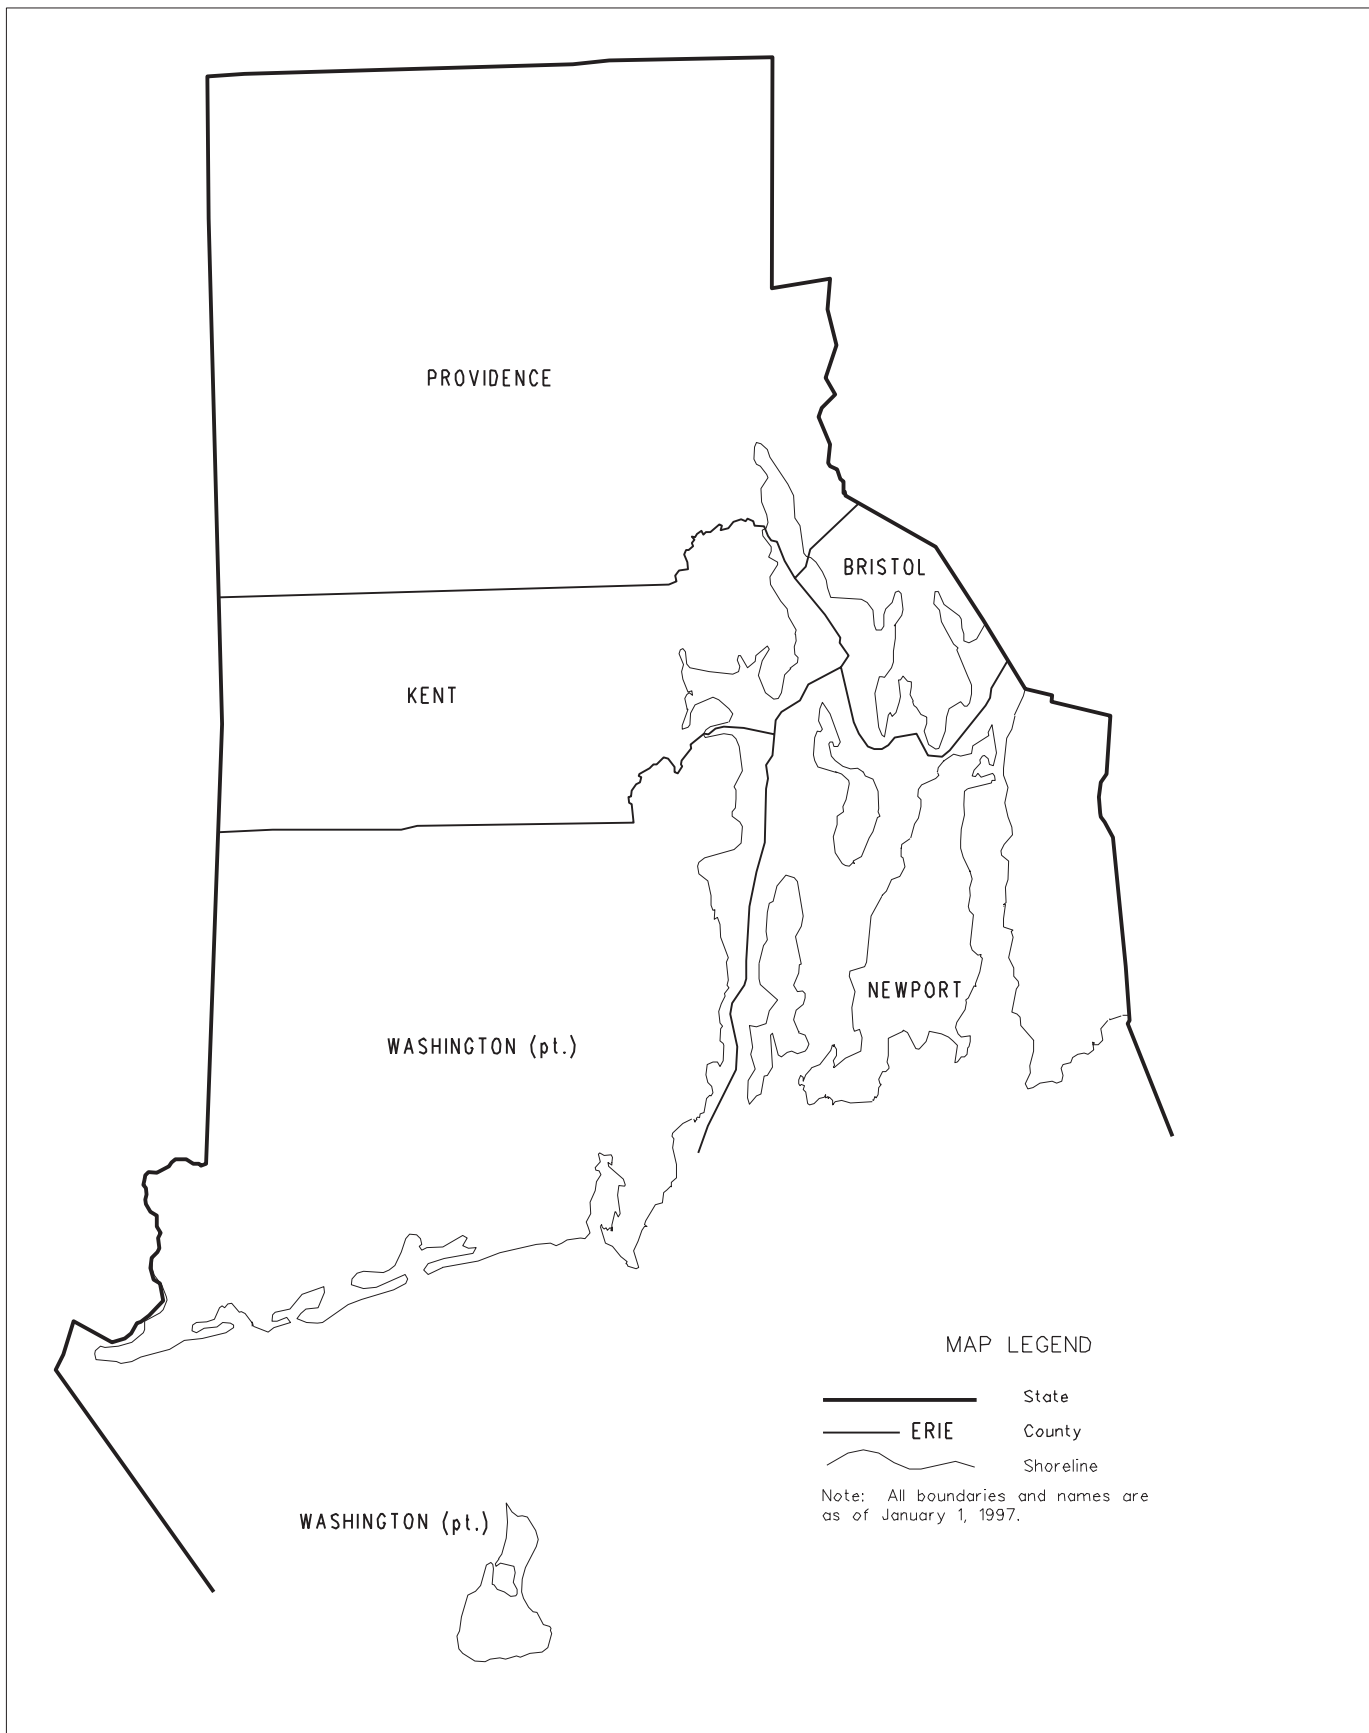 PROVIDENCE
BRISTOL
KENT
NEWPORT
WASHINGTON (pt.)
MAP LEGEND
State
ERIE County
Shoreline
Note: All boundaries and names are
as of January 1, 1997.
WASHINGTON (pt.)